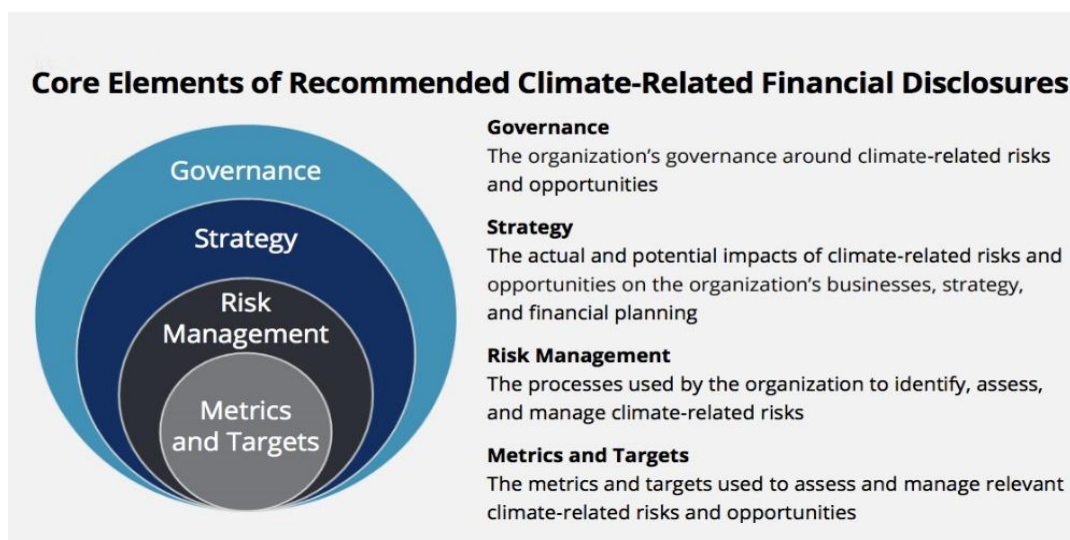 Core Elements of Recommended Climate-Related Financial Disclosures
Governance
Strategy
Risk
Management
Metrics
and Targets
Governance
The organization’s governance around climate-related risks
and opportunities
Strategy
The actual and potential impacts of climate-related risks and
opportunities on the organization’s businesses, strategy,
and financial planning
Risk Management
The processes used by the organization to identify, assess,
and manage climate-related risks
Metrics and Targets
The metrics and targets used to assess and manage relevant
climate-related risks and opportunities